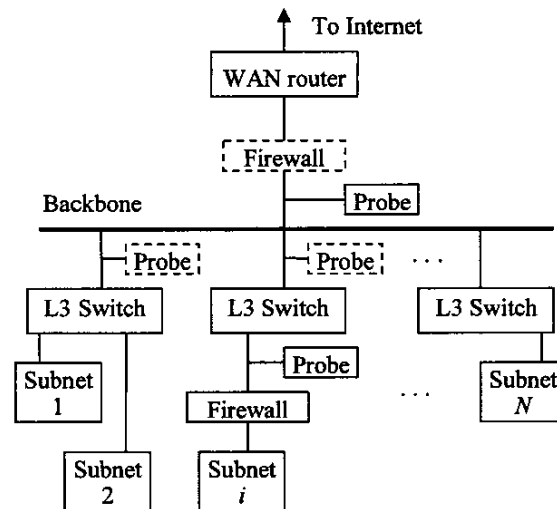 To Internet
WAN router
Firewall
Probe
Backbone
Probe
Probe
. . .
L3 Switch
L3 Switch
L3 Switch
Probe
Subnet
1
Subnet
N
. . .
Firewall
Subnet
2
Subnet
i